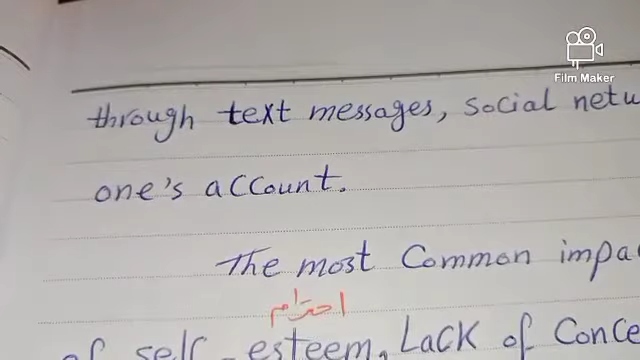 Film Maker
through text messages, social netw
one's account.
The most Common impa
احترام
of self-esteem, Lack of Conce